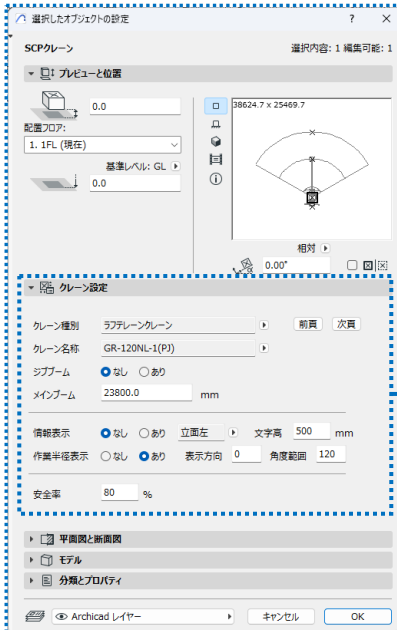 選択したオブジェクトの設定 ? ×
SCPクレーン 選択内容: 1 編集可能: 1
プレビューと位置
0.0
配置フロア:
1. 1FL (現在)
基準レベル: GL
0.0
38624.7 x 25469.7
相対
0.00°
クレーン設定
クレーン種別 ラフテレーンクレーン 前頁 次頁
クレーン名称 GR-120NL-1(PJ)
ジブブーム なし あり
メインブーム 23800.0 mm
情報表示 なし あり 立面左 文字高 500 mm
作業半径表示 なし あり 表示方向 0 角度範囲 120
安全率 80 %
平面図と断面図
モデル
分類とプロパティ
Archicad レイヤー キャンセル OK